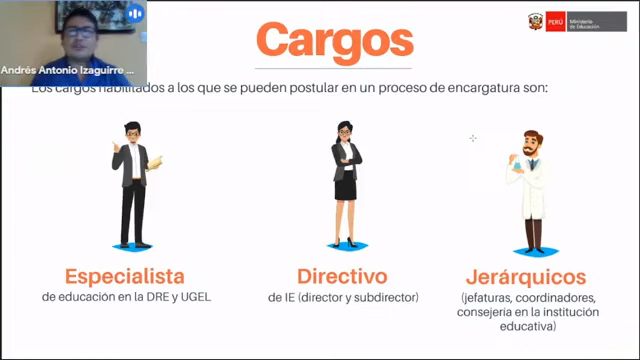 Cargos
PERÚ
Ministerio
de Educación
Andrés Antonio Izaguirre ...
Los cargos habilitados a los que se pueden postular en un proceso de encargatura son:
Especialista
de educación en la DRE y UGEL
Directivo
de IE (director y subdirector)
Jerárquicos
(jefaturas, coordinadores,
consejería en la institución
educativa)